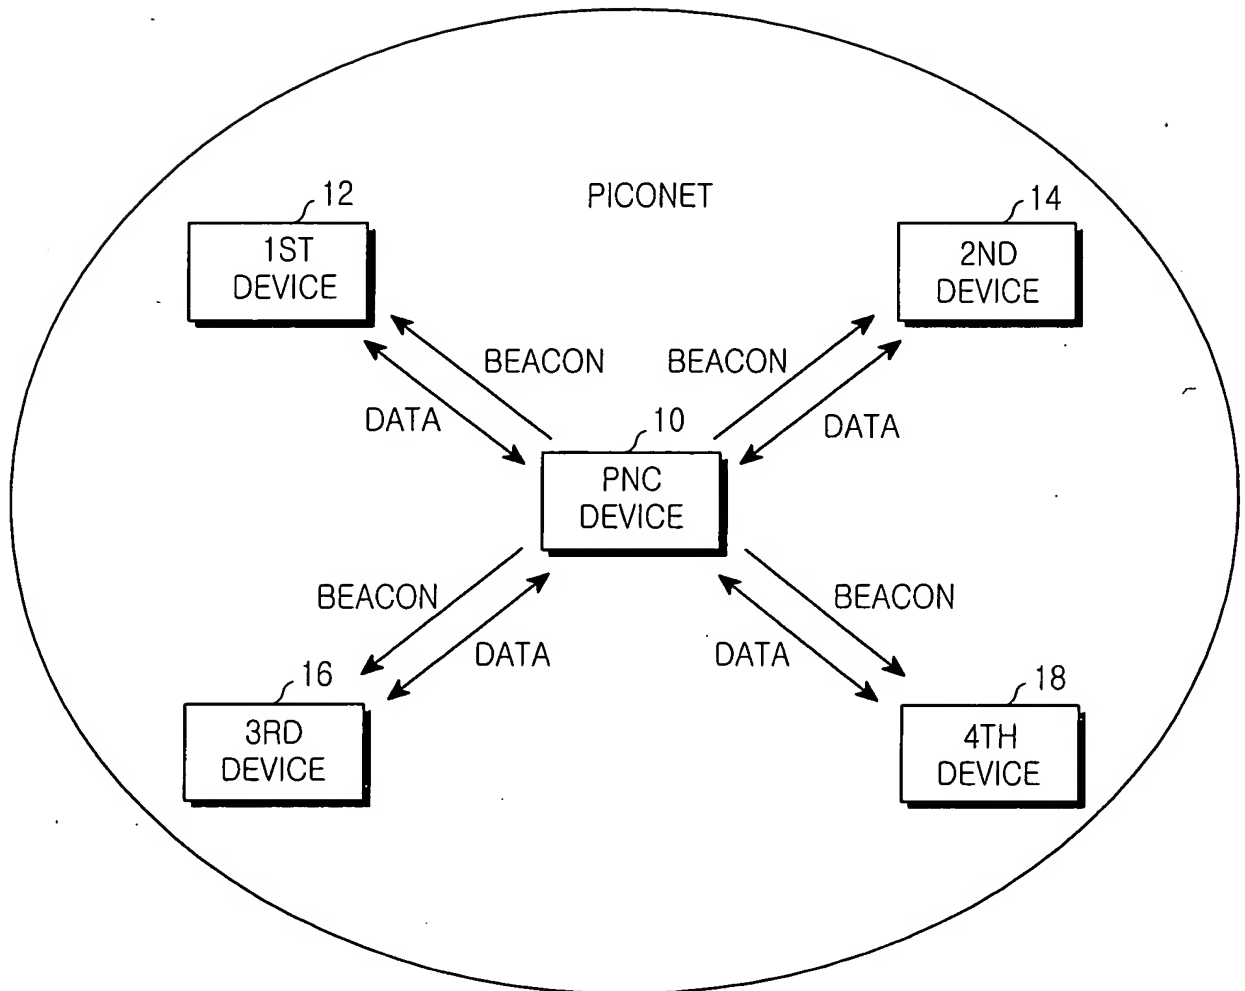 PICONET
12
1ST
DEVICE
14
2ND
DEVICE
BEACON
BEACON
DATA
DATA
10
PNC
DEVICE
BEACON
BEACON
DATA
DATA
16
3RD
DEVICE
18
4TH
DEVICE